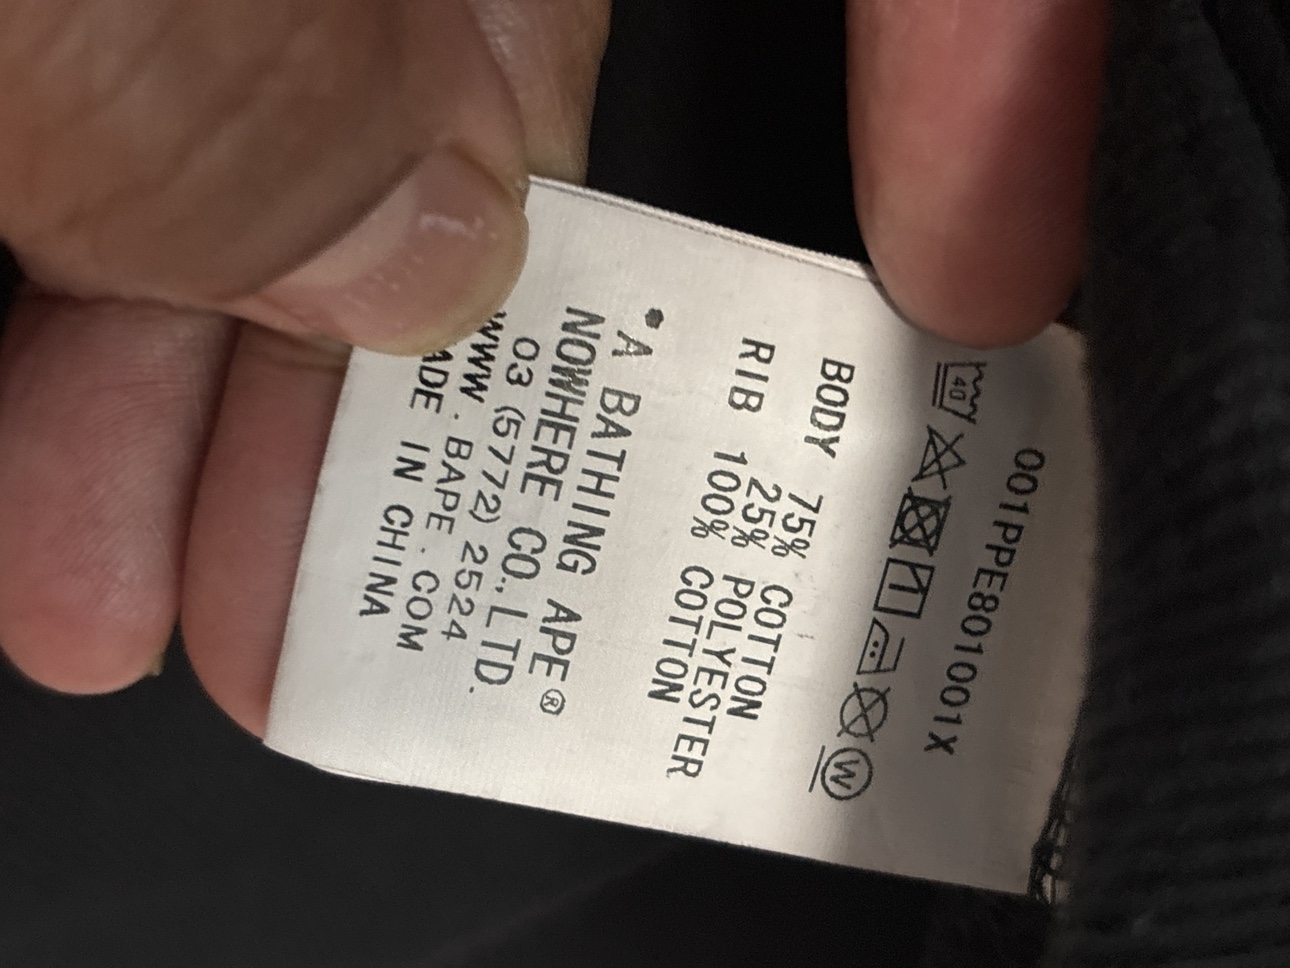 001PPE801001X
40
W
BODY 75% COTTON
25% POLYESTER
RIB 100% COTTON
A BATHING APE®
NOWHERE CO., LTD.
03 (5772) 2524
WWW.BAPE.COM
ADE IN CHINA